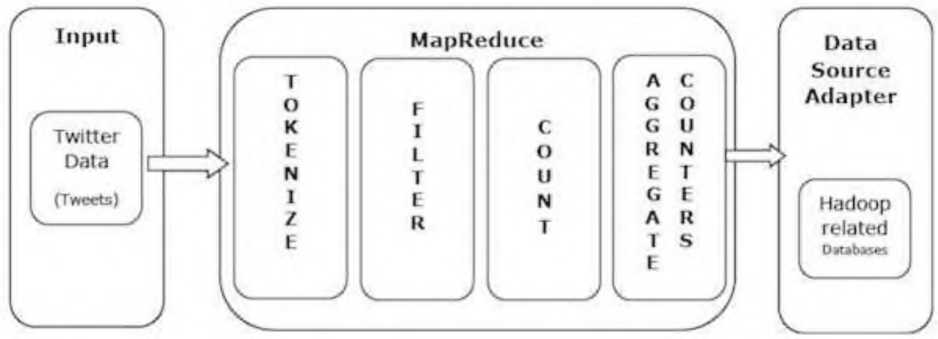 Input
Twitter
Data
(Tweets)
MapReduce
TOKENIZE
FILTER
COUNT
AGGREGATE
COUNTERS
Data
Source
Adapter
Hadoop
related
Databases